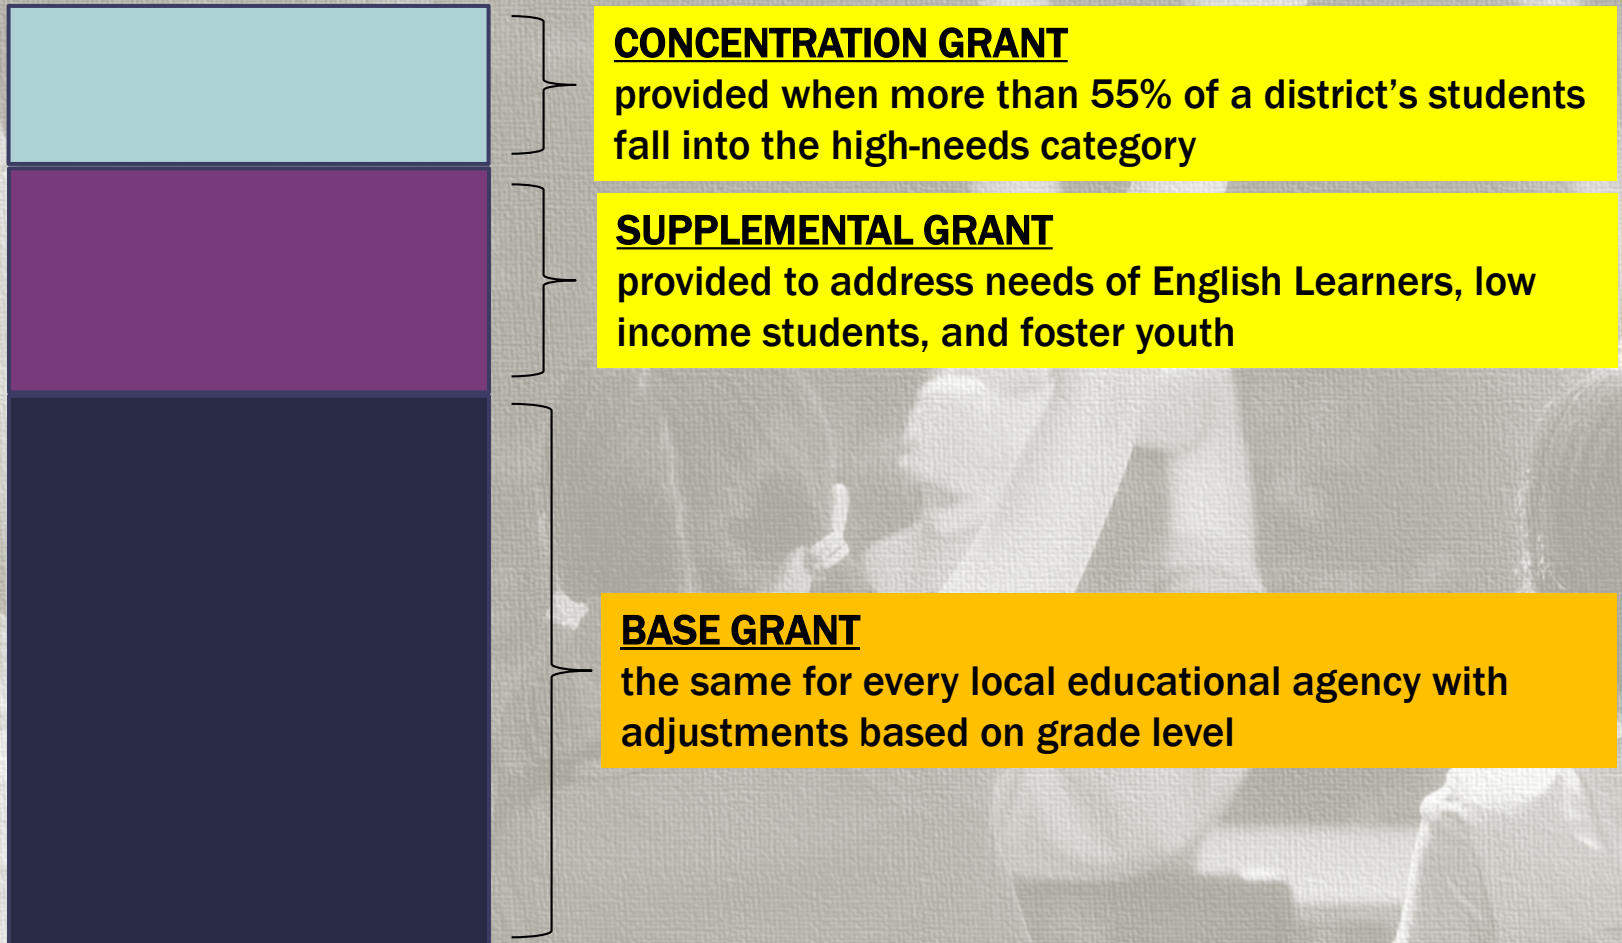 CONCENTRATION GRANT
provided when more than 55% of a district’s students
fall into the high-needs category
SUPPLEMENTAL GRANT
provided to address needs of English Learners, low
income students, and foster youth
BASE GRANT
the same for every local educational agency with
adjustments based on grade level